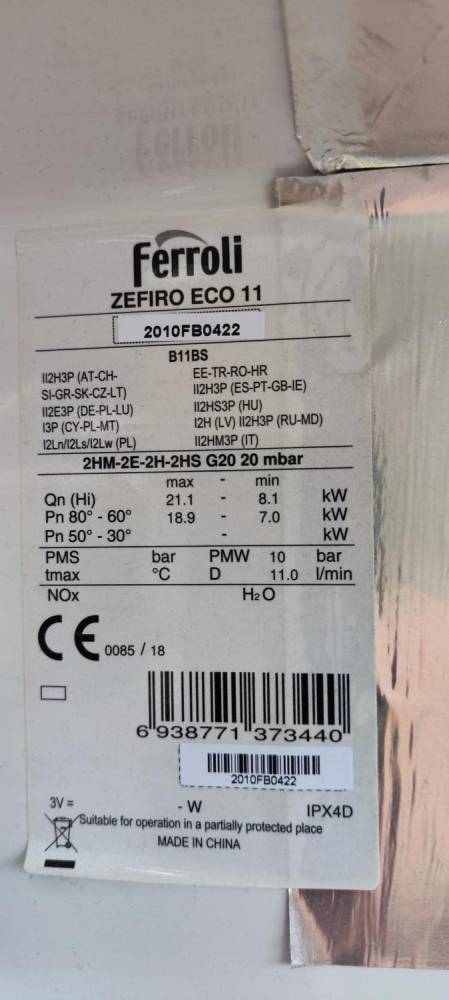 Ferroli
ZEFIRO ECO 11
2010FB0422
B11BS
II2H3P (AT-CH-
SI-GR-SK-CZ-LT)
II2E3P (DE-PL-LU)
I3P (CY-PL-MT)
I2Ln/I2Ls/I2Lw (PL)
EE-TR-RO-HR
II2H3P (ES-PT-GB-IE)
II2HS3P (HU)
I2H (LV) II2H3P (RU-MD)
II2HM3P (IT)
2HM-2E-2H-2HS G20 20 mbar
max - min
Qn (Hi) 21.1 - 8.1 kW
Pn 80° - 60° 18.9 - 7.0 kW
Pn 50° - 30° - kW
PMS bar PMW 10 bar
tmax °C D 11.0 l/min
NOx H2O
CE 0085 / 18
6 938771 373440
2010FB0422
3V = - W IPX4D
Suitable for operation in a partially protected place
MADE IN CHINA